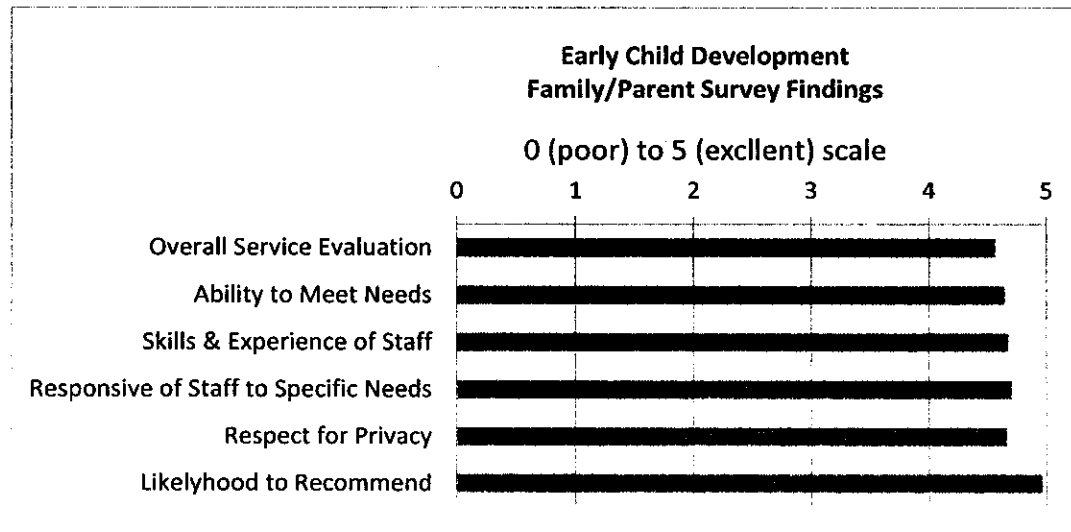 Early Child Development
Family/Parent Survey Findings
0 (poor) to 5 (excllent) scale
0 1 2 3 4 5
Overall Service Evaluation
Ability to Meet Needs
Skills & Experience of Staff
Responsive of Staff to Specific Needs
Respect for Privacy
Likelyhood to Recommend